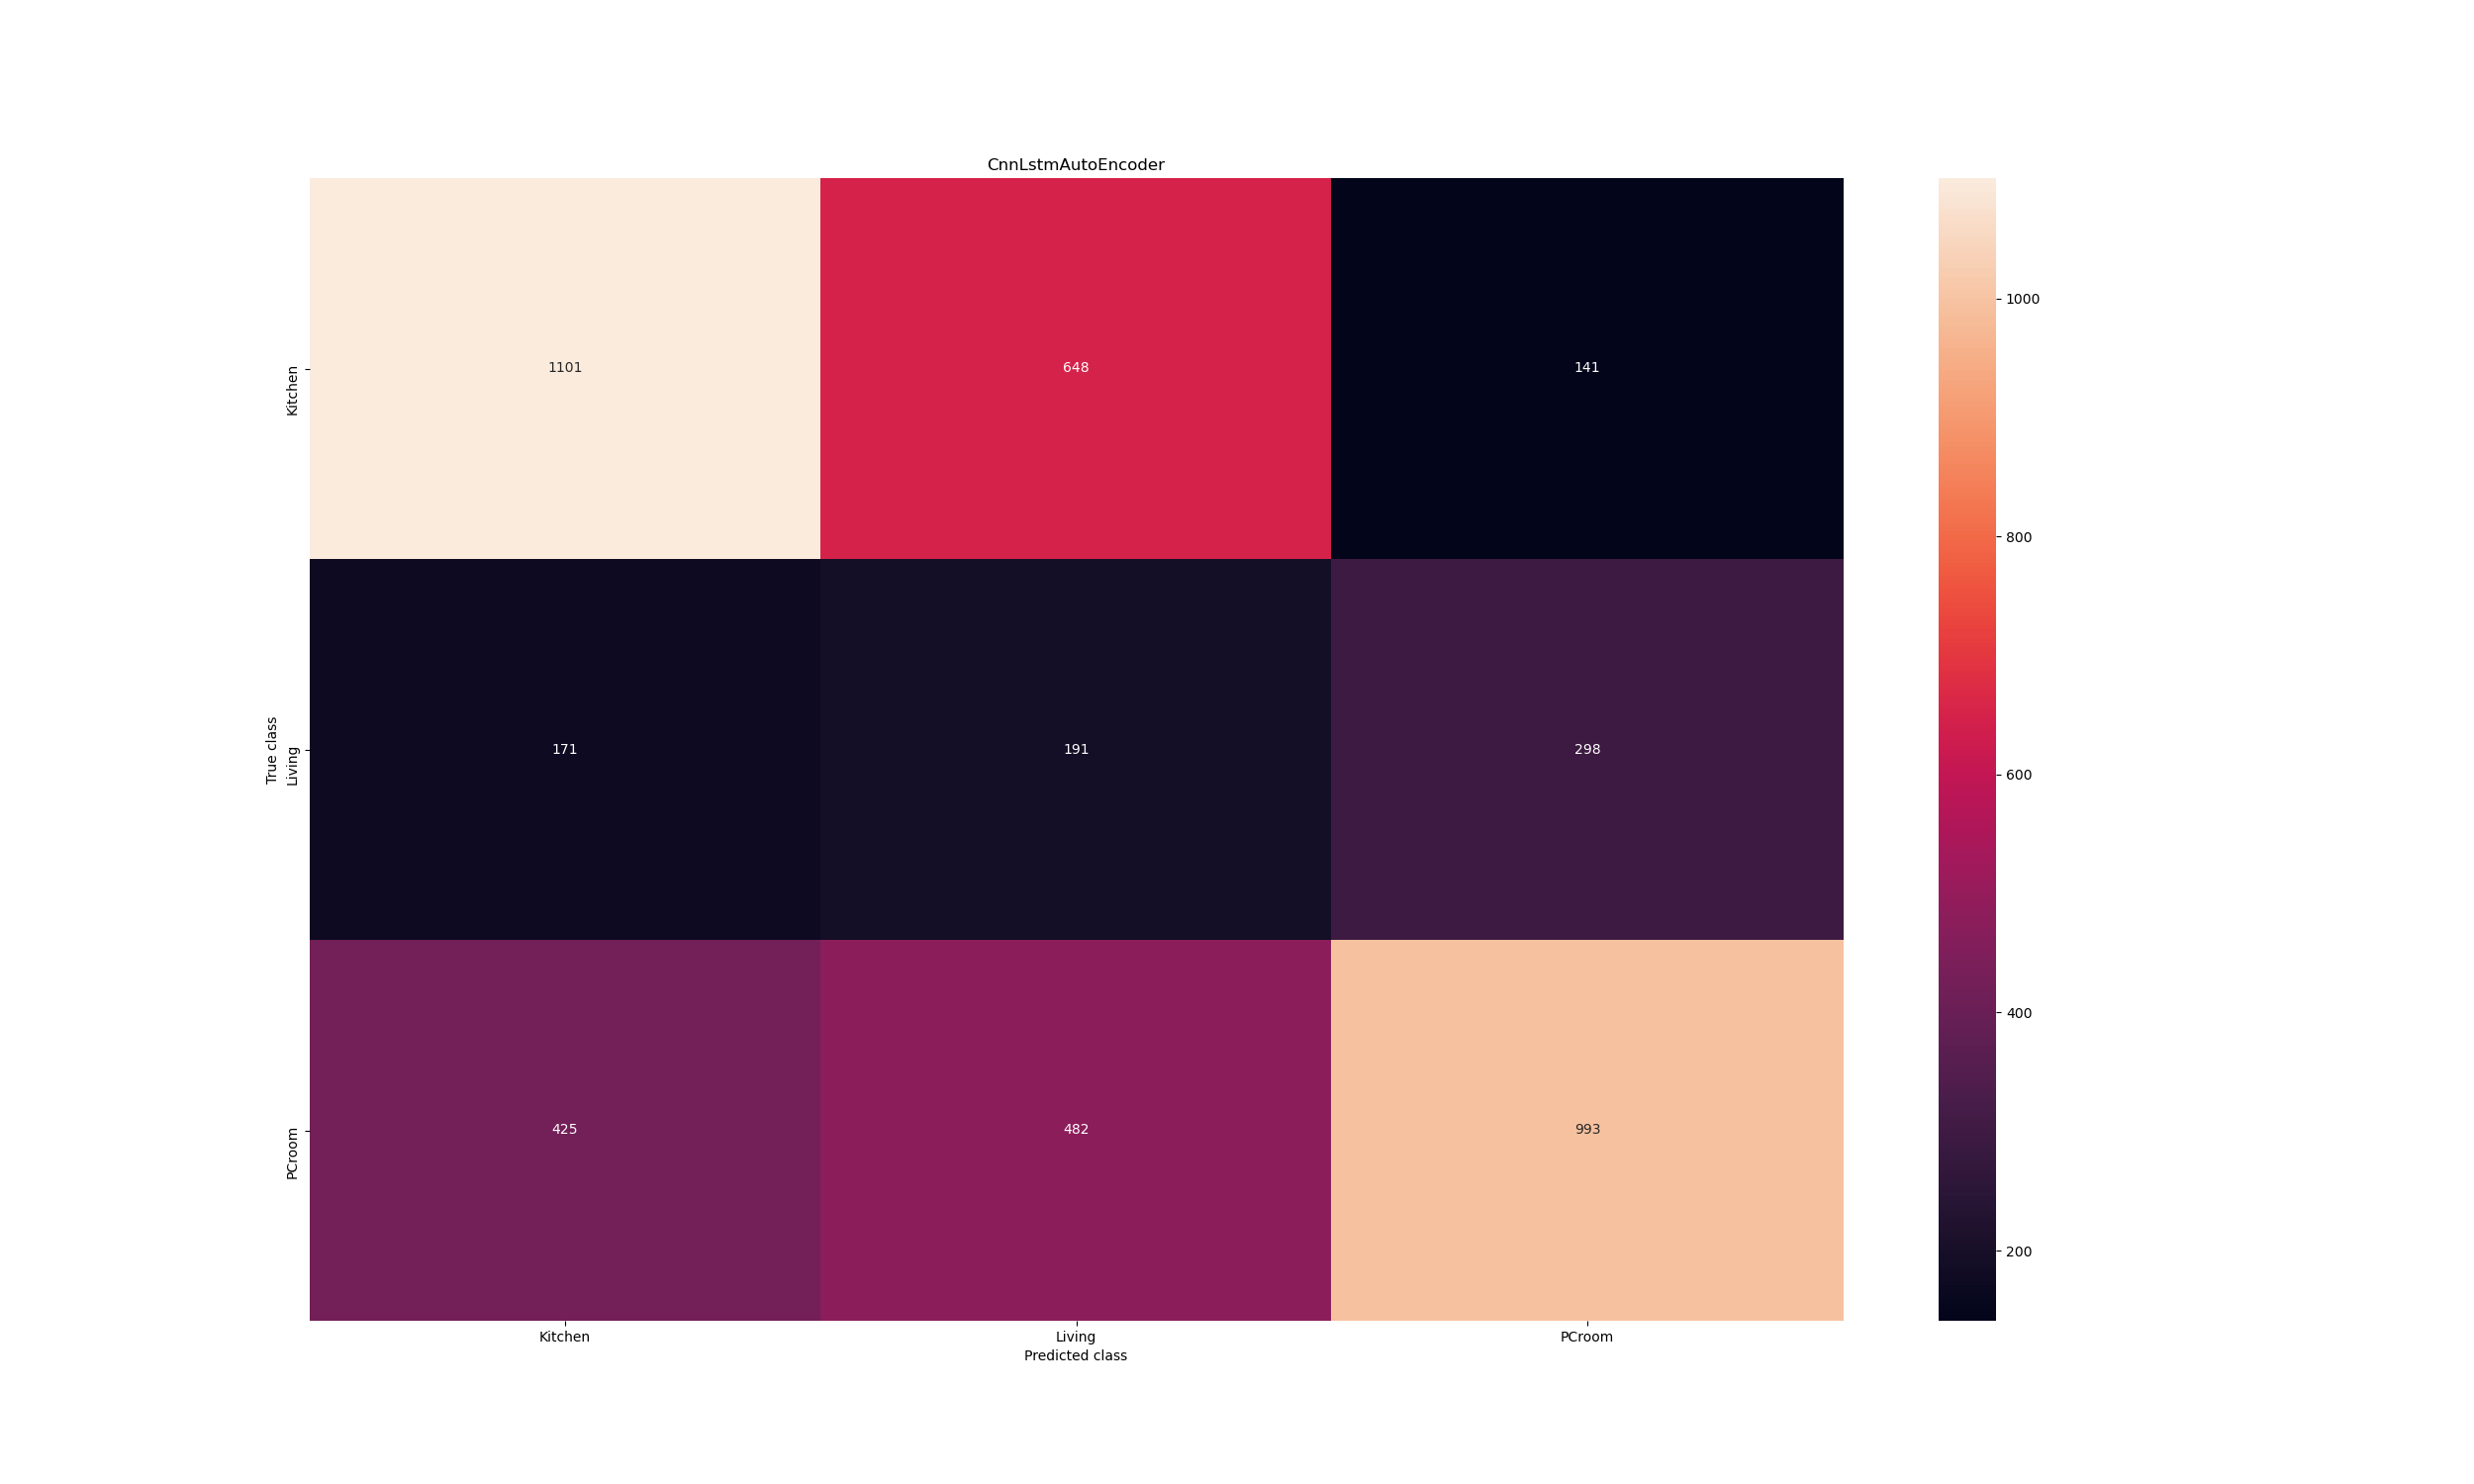 CnnLstmAutoEncoder
1101 648 141
171 191 298
425 482 993
Kitchen
Living
PCroom
True class
Kitchen Living PCroom
Predicted class
1000
800
600
400
200